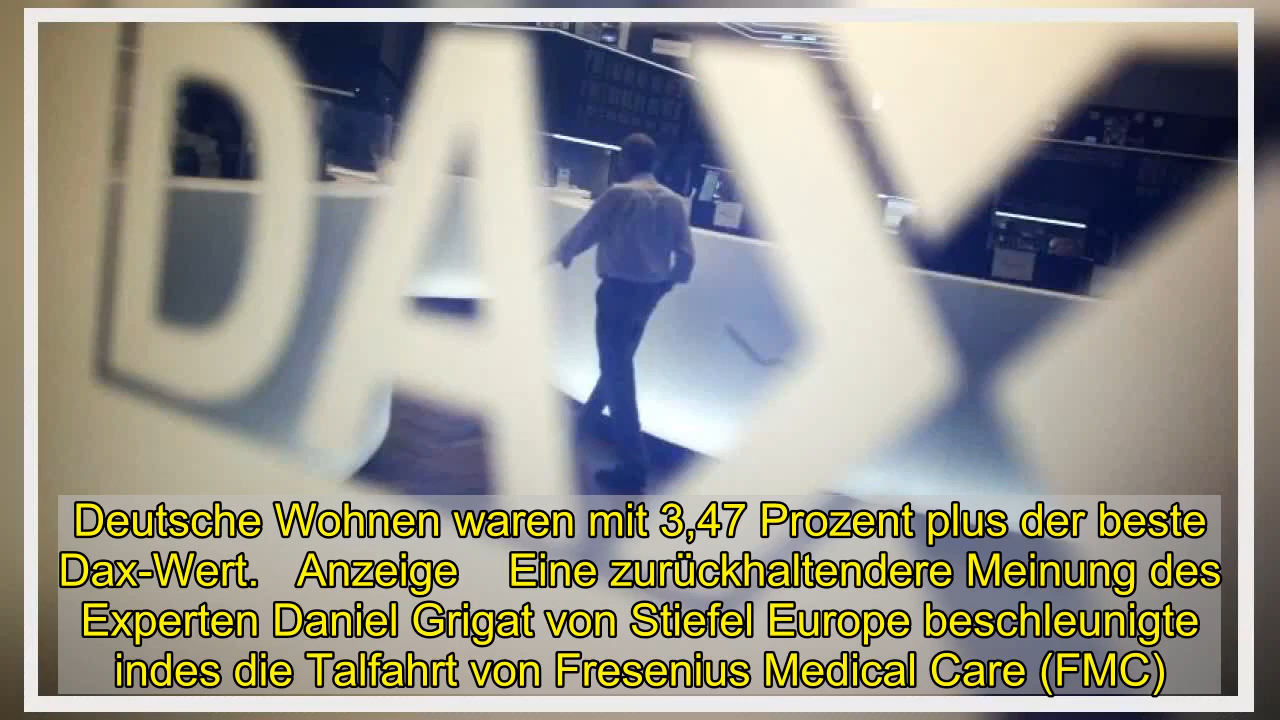 DAX
Deutsche Wohnen waren mit 3,47 Prozent plus der beste
Dax-Wert. Anzeige Eine zurückhaltendere Meinung des
Experten Daniel Grigat von Stiefel Europe beschleunigte
indes die Talfahrt von Fresenius Medical Care (FMC)